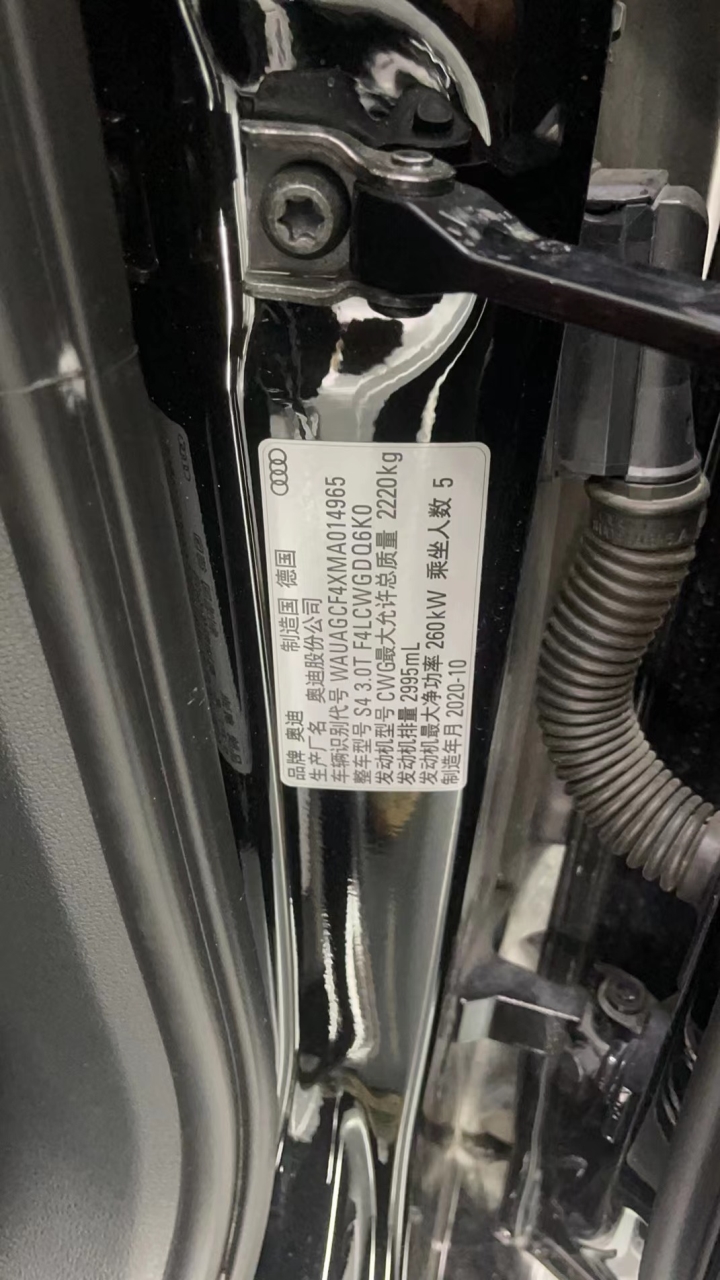 品牌 奥迪 制造国 德国
生产厂名 奥迪股份公司
车辆识别代号 WAUAGCF4XMA014965
整车型号 S4 3.0T F4LCWGDQ6K0
发动机型号 CWG最大允许总质量 2220kg
发动机排量 2995mL
发动机最大净功率 260kW 乘坐人数 5
制造年月 2020-10